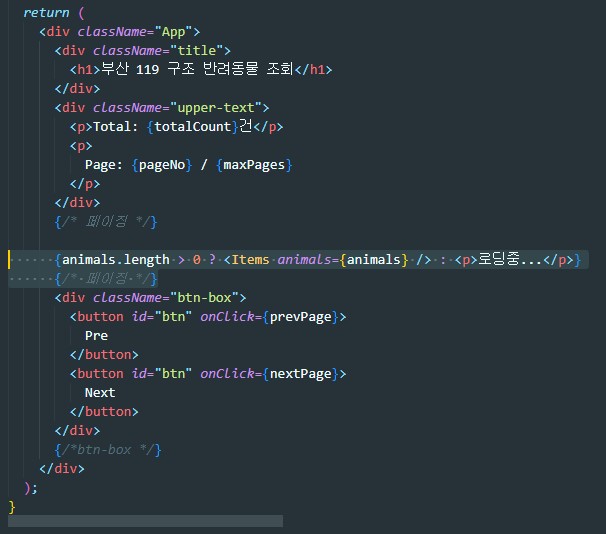 return (
<div className="App">
<div className="title">
<h1>부산 119 구조 반려동물 조회</h1>
</div>
<div className="upper-text">
<p>Total: {totalCount}건</p>
<p>
Page: {pageNo} / {maxPages}
</p>
</div>
{/* 페이징 */}
{animals.length > 0 ? <Items animals={animals} /> : <p>로딩중...</p>}
{/* 페이징 */}
<div className="btn-box">
<button id="btn" onClick={prevPage}>
Pre
</button>
<button id="btn" onClick={nextPage}>
Next
</button>
</div>
{/*btn-box */}
</div>
);
}